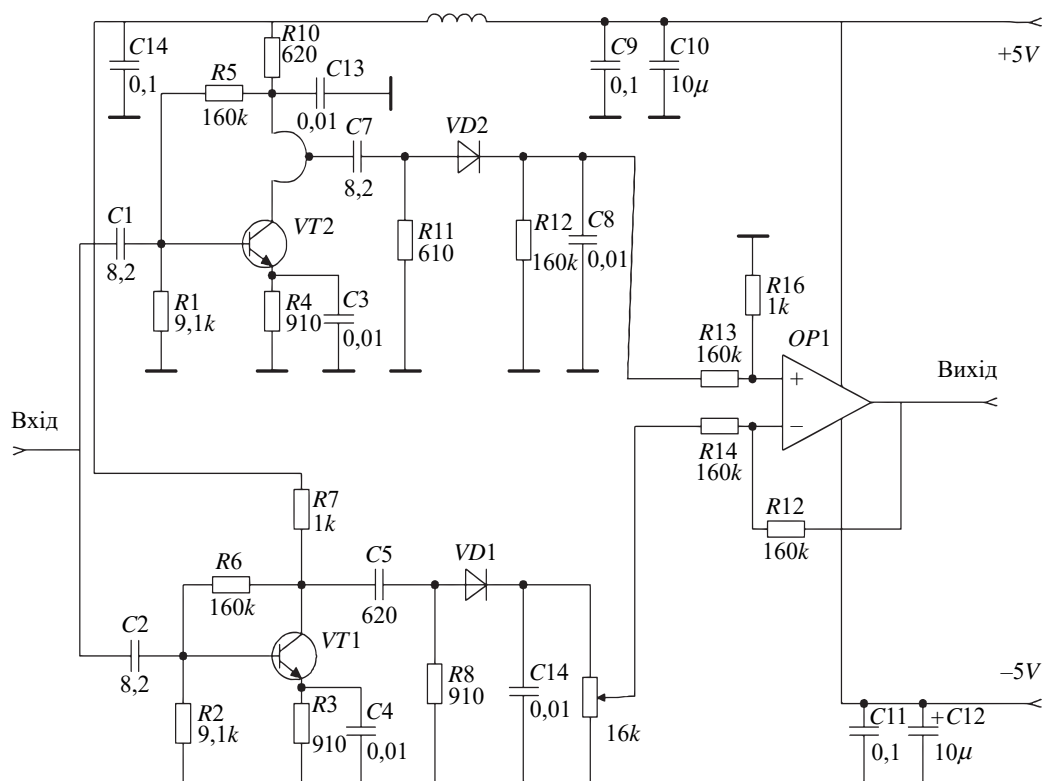 C14
0,1
R10
620
C13
0,01
R5
160k
C9
0,1
C10
10μ
+5V
C7
8,2
VD2
C1
8,2
VT2
R11
610
R12
160k
C8
0,01
R1
9,1k
R4
910
C3
0,01
R16
1k
R13
160k
OP1
+
−
Вихід
Вхід
R14
160k
R7
1k
R12
160k
R6
160k
C5
620
VD1
C2
8,2
VT1
R2
9,1k
R3
910
C4
0,01
R8
910
C14
0,01
16k
−5V
C11
0,1
+C12
10μ